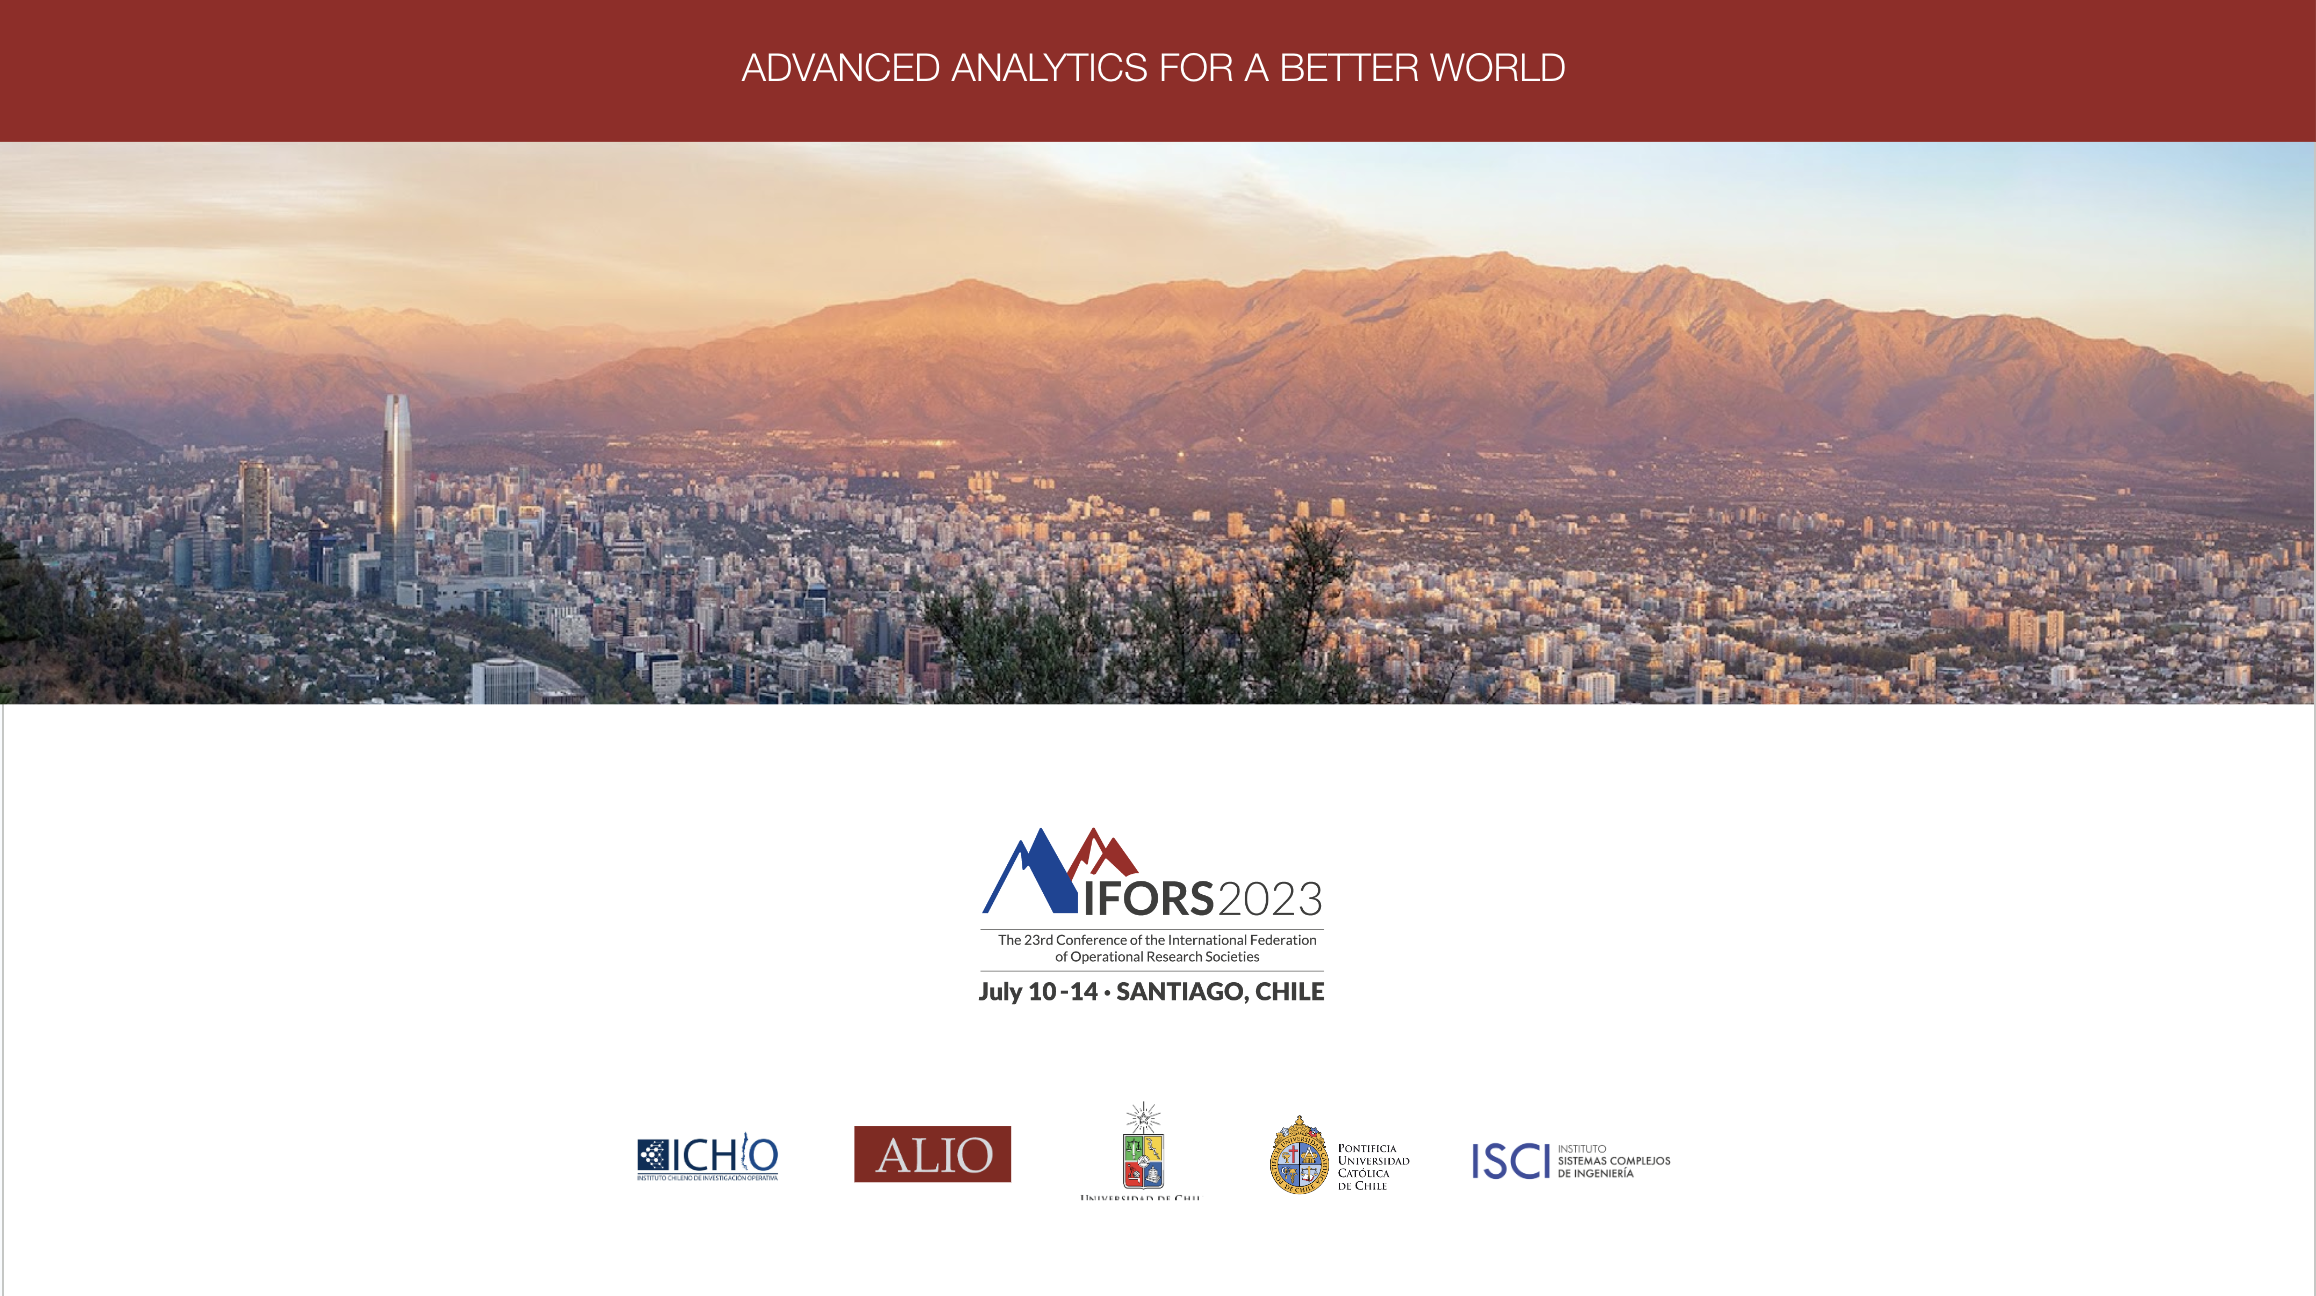 ADVANCED ANALYTICS FOR A BETTER WORLD
IFORS2023
The 23rd Conference of the International Federation
of Operational Research Societies
July 10-14 • SANTIAGO, CHILE
ICHIO
INSTITUTO CHILENO DE INVESTIGACIÓN OPERATIVA
ALIO
UNIVERSIDAD DE
PONTIFICIA
UNIVERSIDAD
CATÓLICA
DE CHILE
ISCI
INSTITUTO
SISTEMAS COMPLEJOS
DE INGENIERÍA